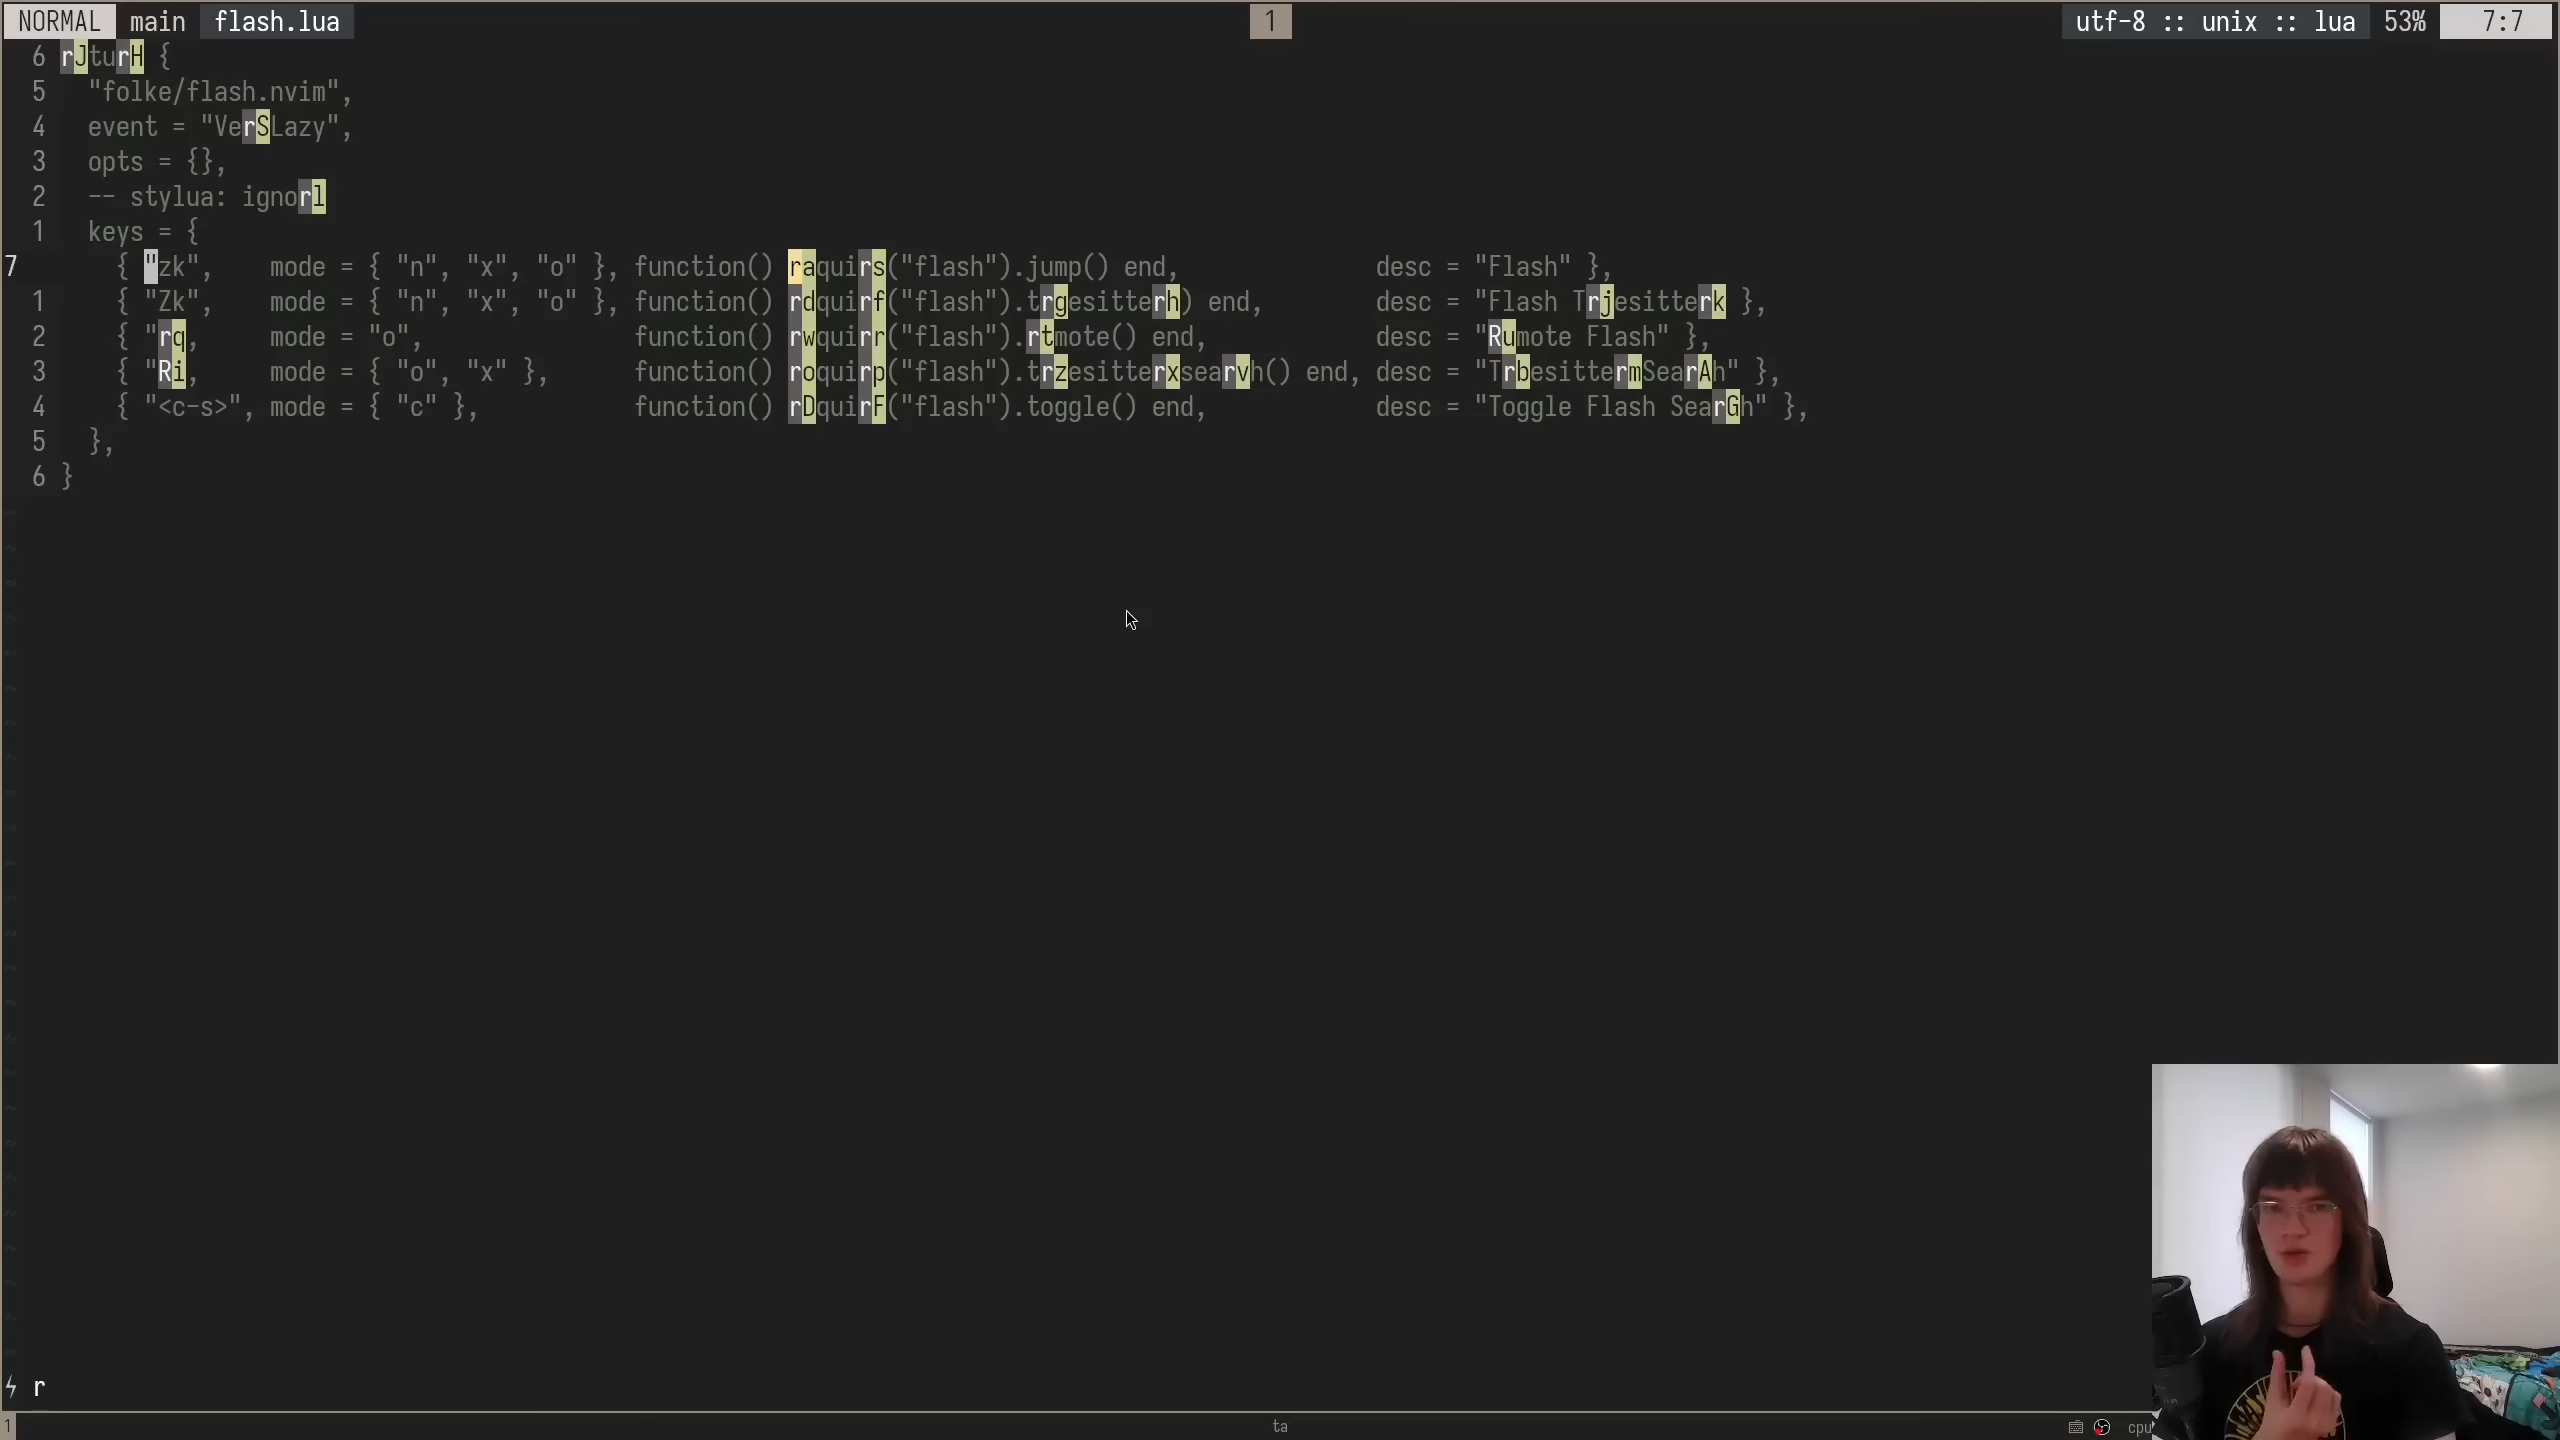 NORMAL main flash.lua 1 utf-8 :: unix :: lua 53% 7:7
6 rJturH {
5 "folke/flash.nvim",
4 event = "VerSLazy",
3 opts = {},
2 -- stylua: ignorl
1 keys = {
7 { "zk", mode = { "n", "x", "o" }, function() raquirs("flash").jump() end, desc = "Flash" },
1 { "Zk", mode = { "n", "x", "o" }, function() rdquirf("flash").trgesitterh) end, desc = "Flash Trjesitterk },
2 { "rq, mode = "o", function() rwquirr("flash").rtmote() end, desc = "Rumote Flash" },
3 { "Ri, mode = { "o", "x" }, function() roquirp("flash").trzesitterxsearvh() end, desc = "TrbesittermSearAh" },
4 { "<c-s>", mode = { "c" }, function() rDquirF("flash").toggle() end, desc = "Toggle Flash SearGh" },
5 },
6 }
r
1 ta cpu